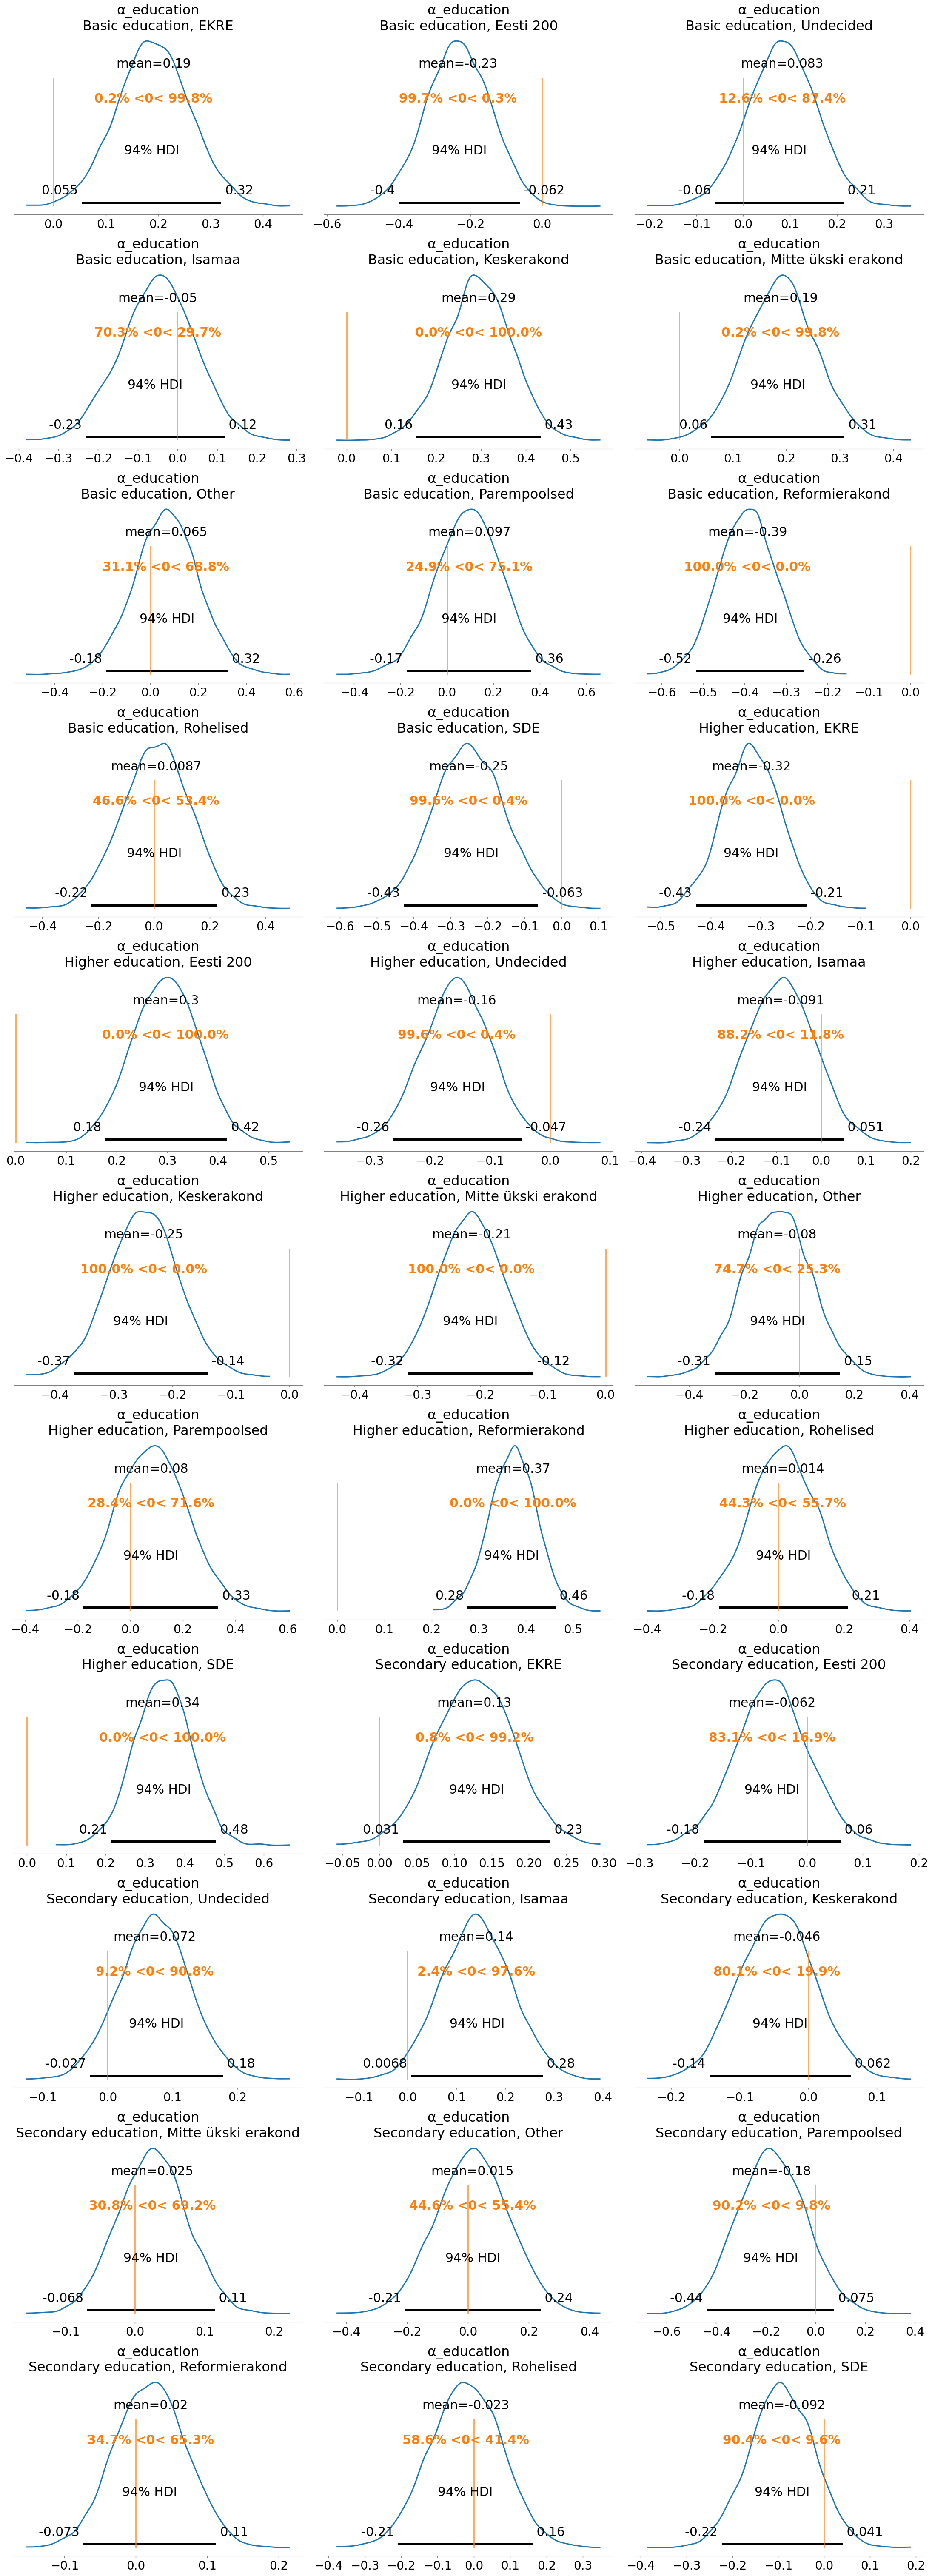 α_education α_education α_education
Basic education, EKRE Basic education, Eesti 200 Basic education, Undecided
mean=0.19 mean=-0.23 mean=0.083
0.2% <0< 99.8% 99.7% <0< 0.3% 12.6% <0< 87.4%
94% HDI 94% HDI 94% HDI
0.055 0.32 -0.4 -0.062 -0.06 0.21
0.0 0.1 0.2 0.3 0.4 −0.6 −0.4 −0.2 0.0 −0.2 −0.1 0.0 0.1 0.2 0.3
α_education α_education α_education
Basic education, Isamaa Basic education, Keskerakond Basic education, Mitte ükski erakond
mean=-0.05 mean=0.29 mean=0.19
70.3% <0< 29.7% 0.0% <0< 100.0% 0.2% <0< 99.8%
94% HDI 94% HDI 94% HDI
-0.23 0.12 0.16 0.43 0.06 0.31
−0.4 −0.3 −0.2 −0.1 0.0 0.1 0.2 0.3 0.0 0.1 0.2 0.3 0.4 0.5 0.0 0.1 0.2 0.3 0.4
α_education α_education α_education
Basic education, Other Basic education, Parempoolsed Basic education, Reformierakond
mean=0.065 mean=0.097 mean=-0.39
31.1% <0< 68.8% 24.9% <0< 75.1% 100.0% <0< 0.0%
94% HDI 94% HDI 94% HDI
-0.18 0.32 -0.17 0.36 -0.52 -0.26
−0.4 −0.2 0.0 0.2 0.4 0.6 −0.4 −0.2 0.0 0.2 0.4 0.6 −0.6 −0.5 −0.4 −0.3 −0.2 −0.1 0.0
α_education α_education α_education
Basic education, Rohelised Basic education, SDE Higher education, EKRE
mean=0.0087 mean=-0.25 mean=-0.32
46.6% <0< 53.4% 99.6% <0< 0.4% 100.0% <0< 0.0%
94% HDI 94% HDI 94% HDI
-0.22 0.23 -0.43 -0.063 -0.43 -0.21
−0.4 −0.2 0.0 0.2 0.4 −0.6 −0.5 −0.4 −0.3 −0.2 −0.1 0.0 0.1 −0.5 −0.4 −0.3 −0.2 −0.1 0.0
α_education α_education α_education
Higher education, Eesti 200 Higher education, Undecided Higher education, Isamaa
mean=0.3 mean=-0.16 mean=-0.091
0.0% <0< 100.0% 99.6% <0< 0.4% 88.2% <0< 11.8%
94% HDI 94% HDI 94% HDI
0.18 0.42 -0.26 -0.047 -0.24 0.051
0.0 0.1 0.2 0.3 0.4 0.5 −0.3 −0.2 −0.1 0.0 0.1 −0.4 −0.3 −0.2 −0.1 0.0 0.1 0.2
α_education α_education α_education
Higher education, Keskerakond Higher education, Mitte ükski erakond Higher education, Other
mean=-0.25 mean=-0.21 mean=-0.08
100.0% <0< 0.0% 100.0% <0< 0.0% 74.7% <0< 25.3%
94% HDI 94% HDI 94% HDI
-0.37 -0.14 -0.32 -0.12 -0.31 0.15
−0.4 −0.3 −0.2 −0.1 0.0 −0.4 −0.3 −0.2 −0.1 0.0 −0.4 −0.2 0.0 0.2 0.4
α_education α_education α_education
Higher education, Parempoolsed Higher education, Reformierakond Higher education, Rohelised
mean=0.08 mean=0.37 mean=0.014
28.4% <0< 71.6% 0.0% <0< 100.0% 44.3% <0< 55.7%
94% HDI 94% HDI 94% HDI
-0.18 0.33 0.28 0.46 -0.18 0.21
−0.4 −0.2 0.0 0.2 0.4 0.6 0.0 0.1 0.2 0.3 0.4 0.5 −0.4 −0.2 0.0 0.2 0.4
α_education α_education α_education
Higher education, SDE Secondary education, EKRE Secondary education, Eesti 200
mean=0.34 mean=0.13 mean=-0.062
0.0% <0< 100.0% 0.8% <0< 99.2% 83.1% <0< 16.9%
94% HDI 94% HDI 94% HDI
0.21 0.48 0.031 0.23 -0.18 0.06
0.0 0.1 0.2 0.3 0.4 0.5 0.6 −0.05 0.00 0.05 0.10 0.15 0.20 0.25 0.30 −0.3 −0.2 −0.1 0.0 0.1 0.2
α_education α_education α_education
Secondary education, Undecided Secondary education, Isamaa Secondary education, Keskerakond
mean=0.072 mean=0.14 mean=-0.046
9.2% <0< 90.8% 2.4% <0< 97.6% 80.1% <0< 19.9%
94% HDI 94% HDI 94% HDI
-0.027 0.18 0.0068 0.28 -0.14 0.062
−0.1 0.0 0.1 0.2 −0.1 0.0 0.1 0.2 0.3 0.4 −0.2 −0.1 0.0 0.1
α_education α_education α_education
Secondary education, Mitte ükski erakond Secondary education, Other Secondary education, Parempoolsed
mean=0.025 mean=0.015 mean=-0.18
30.8% <0< 69.2% 44.6% <0< 55.4% 90.2% <0< 9.8%
94% HDI 94% HDI 94% HDI
-0.068 0.11 -0.21 0.24 -0.44 0.075
−0.1 0.0 0.1 0.2 −0.4 −0.2 0.0 0.2 0.4 −0.6 −0.4 −0.2 0.0 0.2 0.4
α_education α_education α_education
Secondary education, Reformierakond Secondary education, Rohelised Secondary education, SDE
mean=0.02 mean=-0.023 mean=-0.092
34.7% <0< 65.3% 58.6% <0< 41.4% 90.4% <0< 9.6%
94% HDI 94% HDI 94% HDI
-0.073 0.11 -0.21 0.16 -0.22 0.041
−0.1 0.0 0.1 0.2 −0.4 −0.3 −0.2 −0.1 0.0 0.1 0.2 0.3 −0.3 −0.2 −0.1 0.0 0.1 0.2